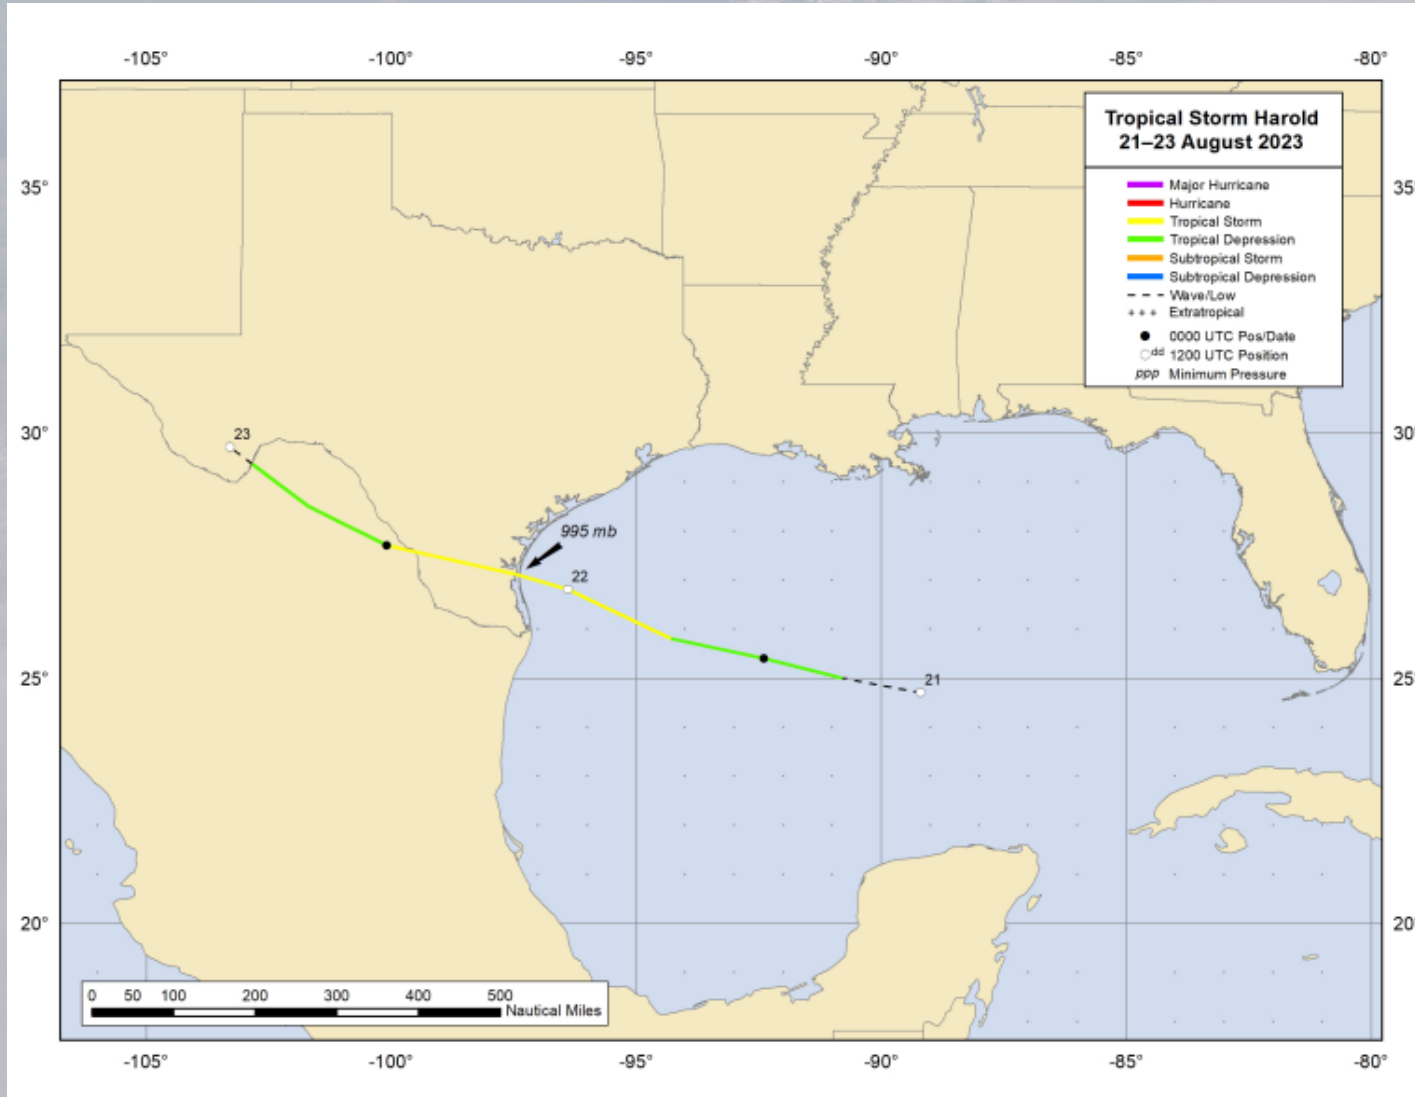 -105° -100° -95° -90° -85° -80°
Tropical Storm Harold
21–23 August 2023
Major Hurricane
Hurricane
Tropical Storm
Tropical Depression
Subtropical Storm
Subtropical Depression
Wave/Low
+++ Extratropical
0000 UTC Pos/Date
dd 1200 UTC Position
ppp Minimum Pressure
35° 35°
30° 30°
23
995 mb
22
25° 25°
21
20° 20°
0 50 100 200 300 400 500
Nautical Miles
-105° -100° -95° -90° -85° -80°